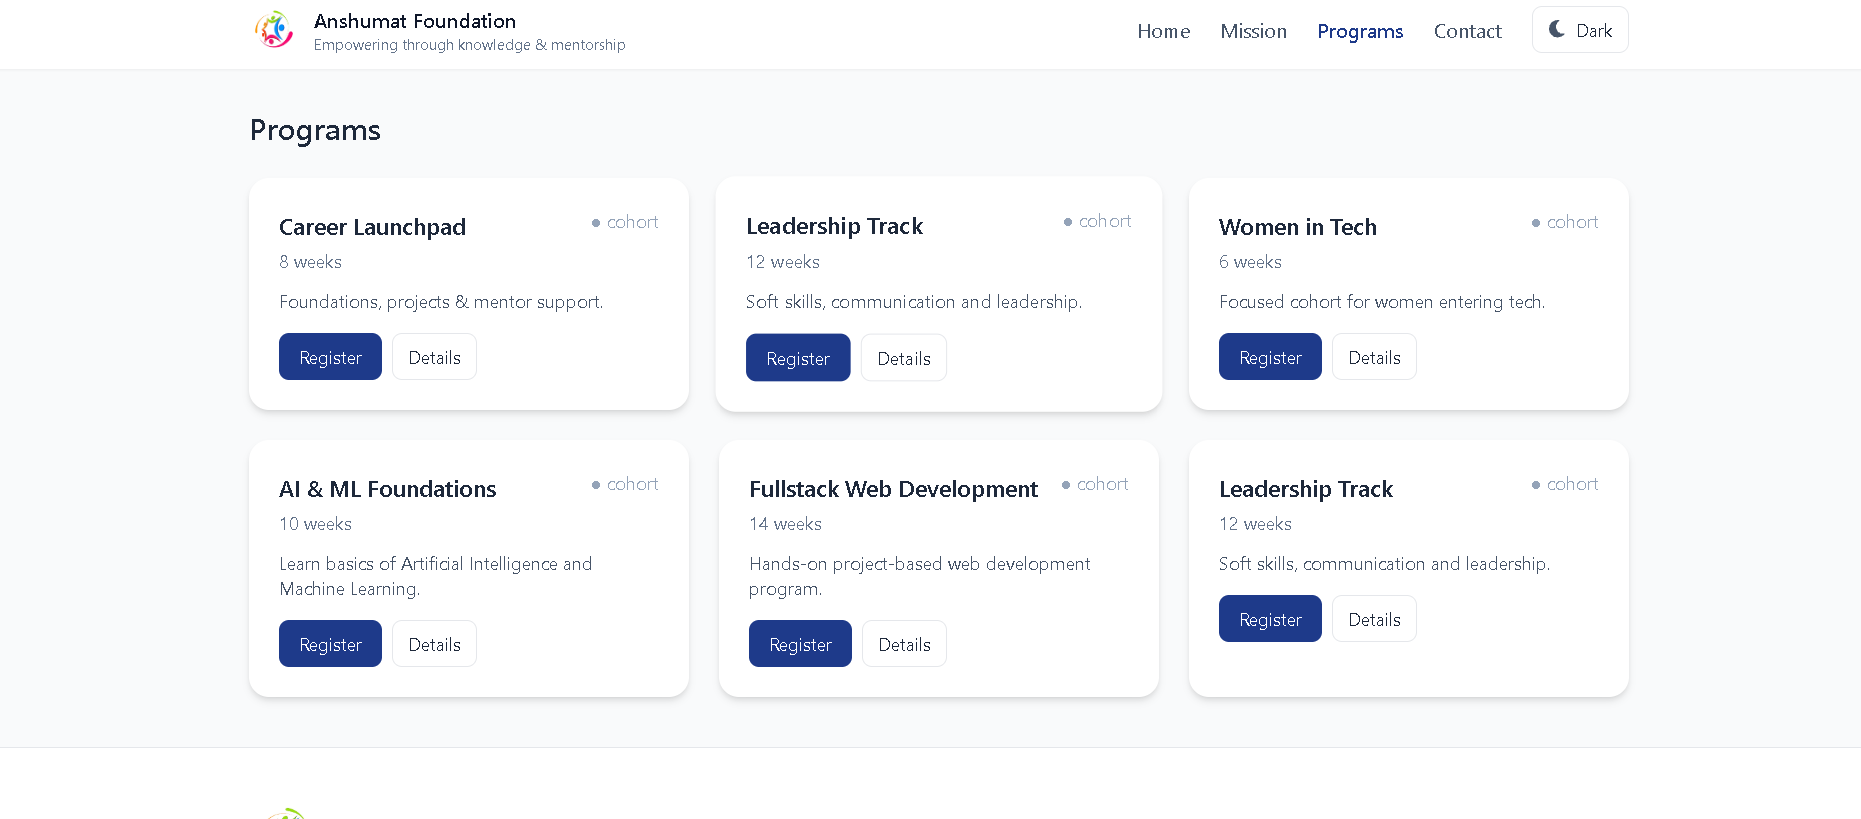 Anshumat Foundation
Empowering through knowledge & mentorship
Home Mission Programs Contact Dark
Programs
Career Launchpad
cohort
8 weeks
Foundations, projects & mentor support.
Register Details
Leadership Track
cohort
12 weeks
Soft skills, communication and leadership.
Register Details
Women in Tech
cohort
6 weeks
Focused cohort for women entering tech.
Register Details
AI & ML Foundations
cohort
10 weeks
Learn basics of Artificial Intelligence and
Machine Learning.
Register Details
Fullstack Web Development
cohort
14 weeks
Hands-on project-based web development
program.
Register Details
Leadership Track
cohort
12 weeks
Soft skills, communication and leadership.
Register Details